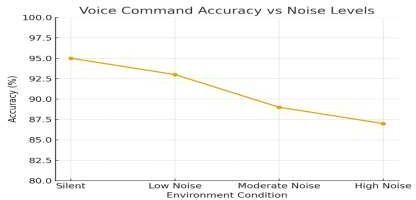 Voice Command Accuracy vs Noise Levels
100.0
97.5
95.0
92.5
90.0
87.5
85.0
82.5
80.0
Accuracy (%)
Silent Low Noise Moderate Noise High Noise
Environment Condition